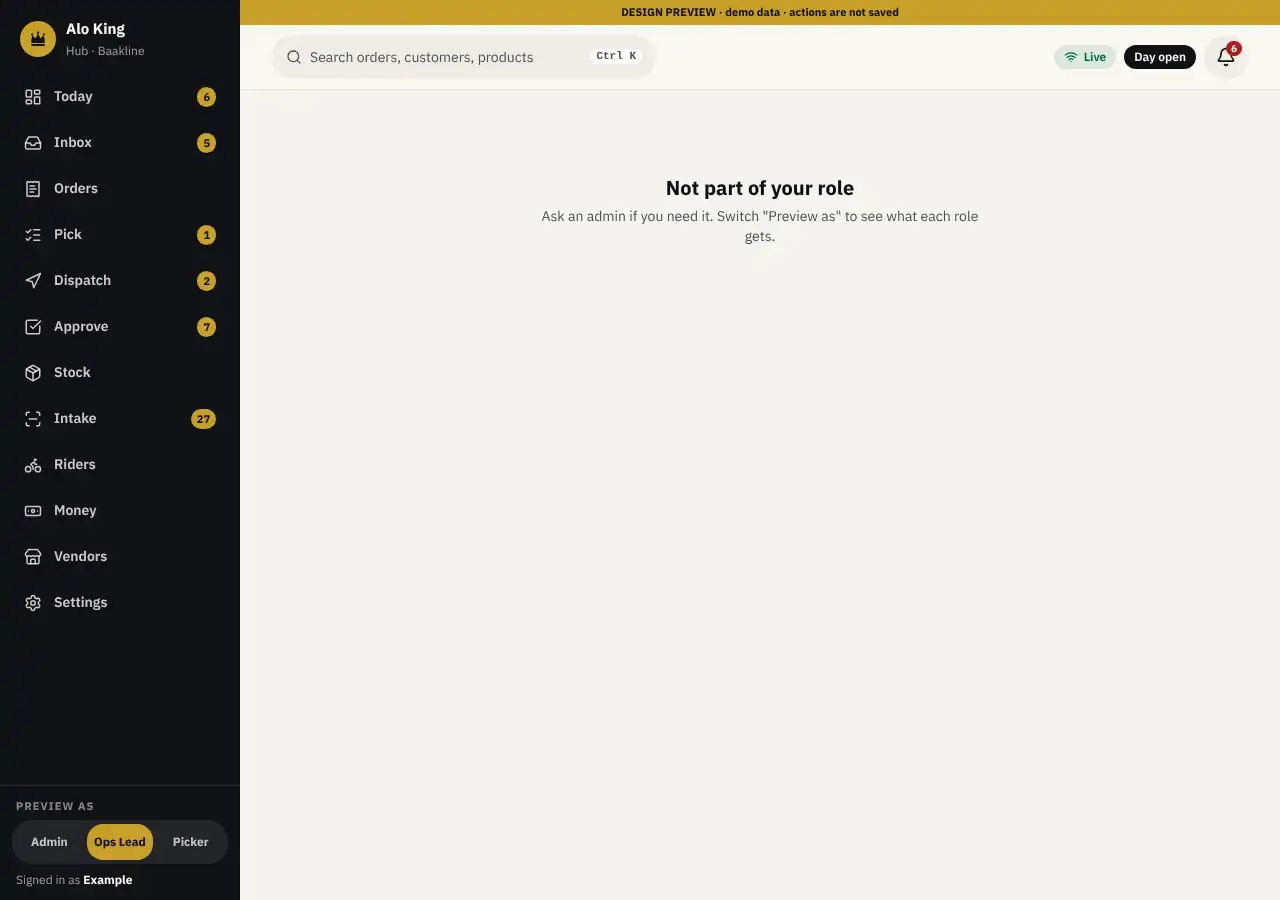 Alo King
Hub · Baakline
Today 6
Inbox 5
Orders
Pick 1
Dispatch 2
Approve 7
Stock
Intake 27
Riders
Money
Vendors
Settings
PREVIEW AS
Admin Ops Lead Picker
Signed in as Example
DESIGN PREVIEW · demo data · actions are not saved
Search orders, customers, products Ctrl K
Live Day open 6
Not part of your role
Ask an admin if you need it. Switch "Preview as" to see what each role
gets.